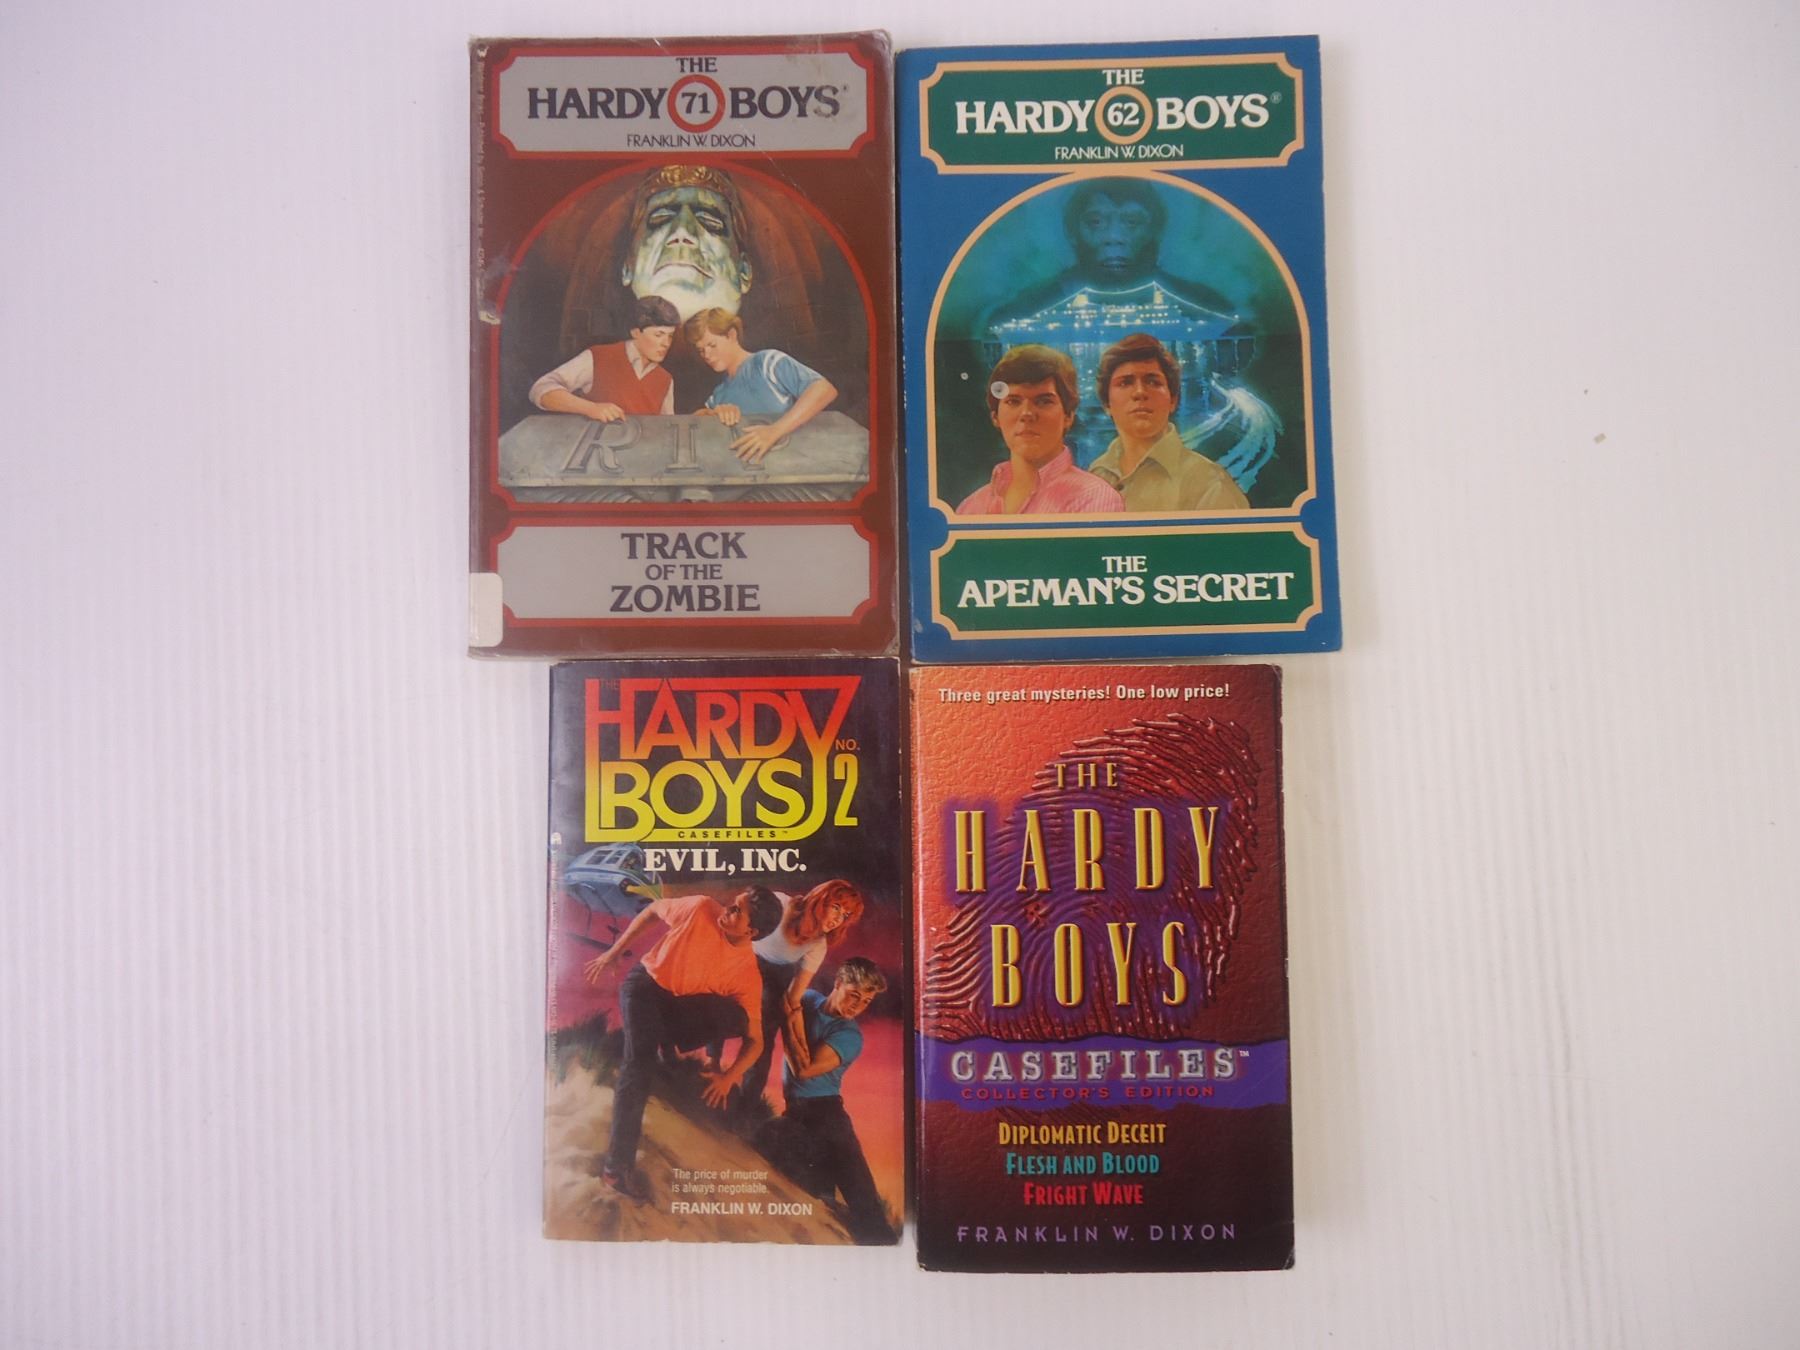 THE
HARDY 71 BOYS®
FRANKLIN W. DIXON
RIP
TRACK
OF THE
ZOMBIE
THE
HARDY 62 BOYS®
FRANKLIN W. DIXON
THE
APEMAN'S SECRET
THE
HARDY
BOYS
NO.
2
CASEFILES™
EVIL, INC.
The price of murder
is always negotiable.
FRANKLIN W. DIXON
Three great mysteries! One low price!
THE
HARDY
BOYS
CASEFILES™
COLLECTOR'S EDITION
DIPLOMATIC DECEIT
FLESH AND BLOOD
FRIGHT WAVE
FRANKLIN W. DIXON